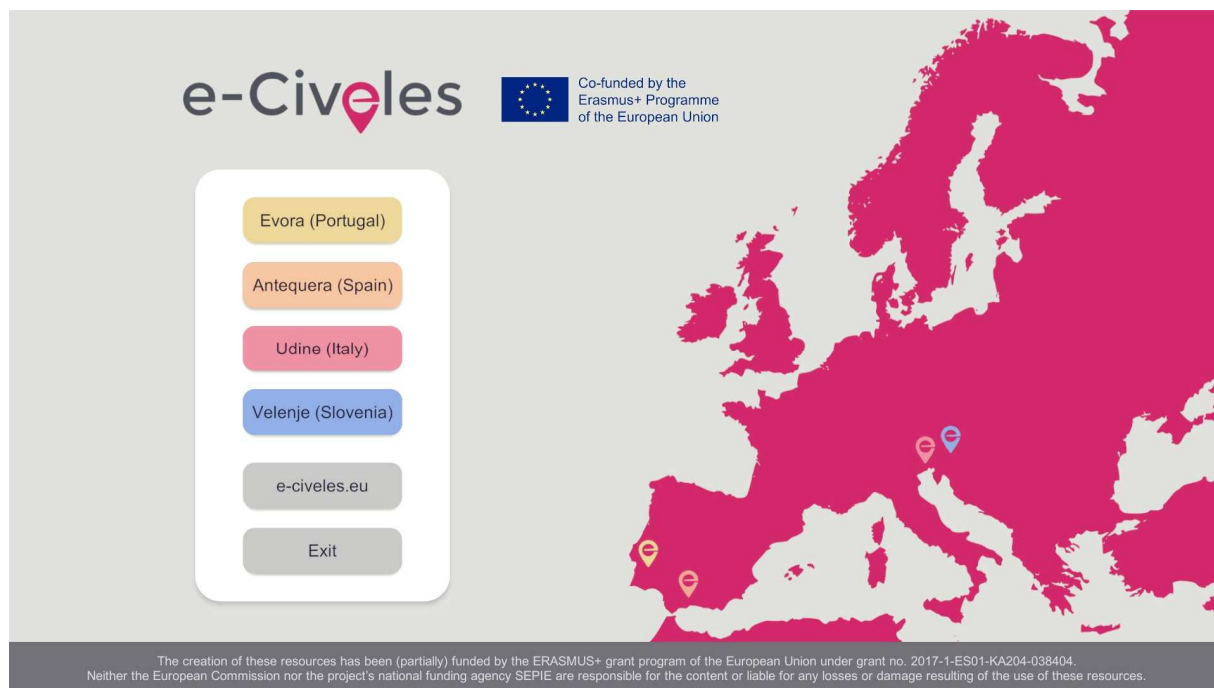 e-Civeles
Co-funded by the
Erasmus+ Programme
of the European Union
Evora (Portugal)
Antequera (Spain)
Udine (Italy)
Velenje (Slovenia)
e-civeles.eu
Exit
The creation of these resources has been (partially) funded by the ERASMUS+ grant program of the European Union under grant no. 2017-1-ES01-KA204-038404.
Neither the European Commission nor the project's national funding agency SEPIE are responsible for the content or liable for any losses or damage resulting of the use of these resources.